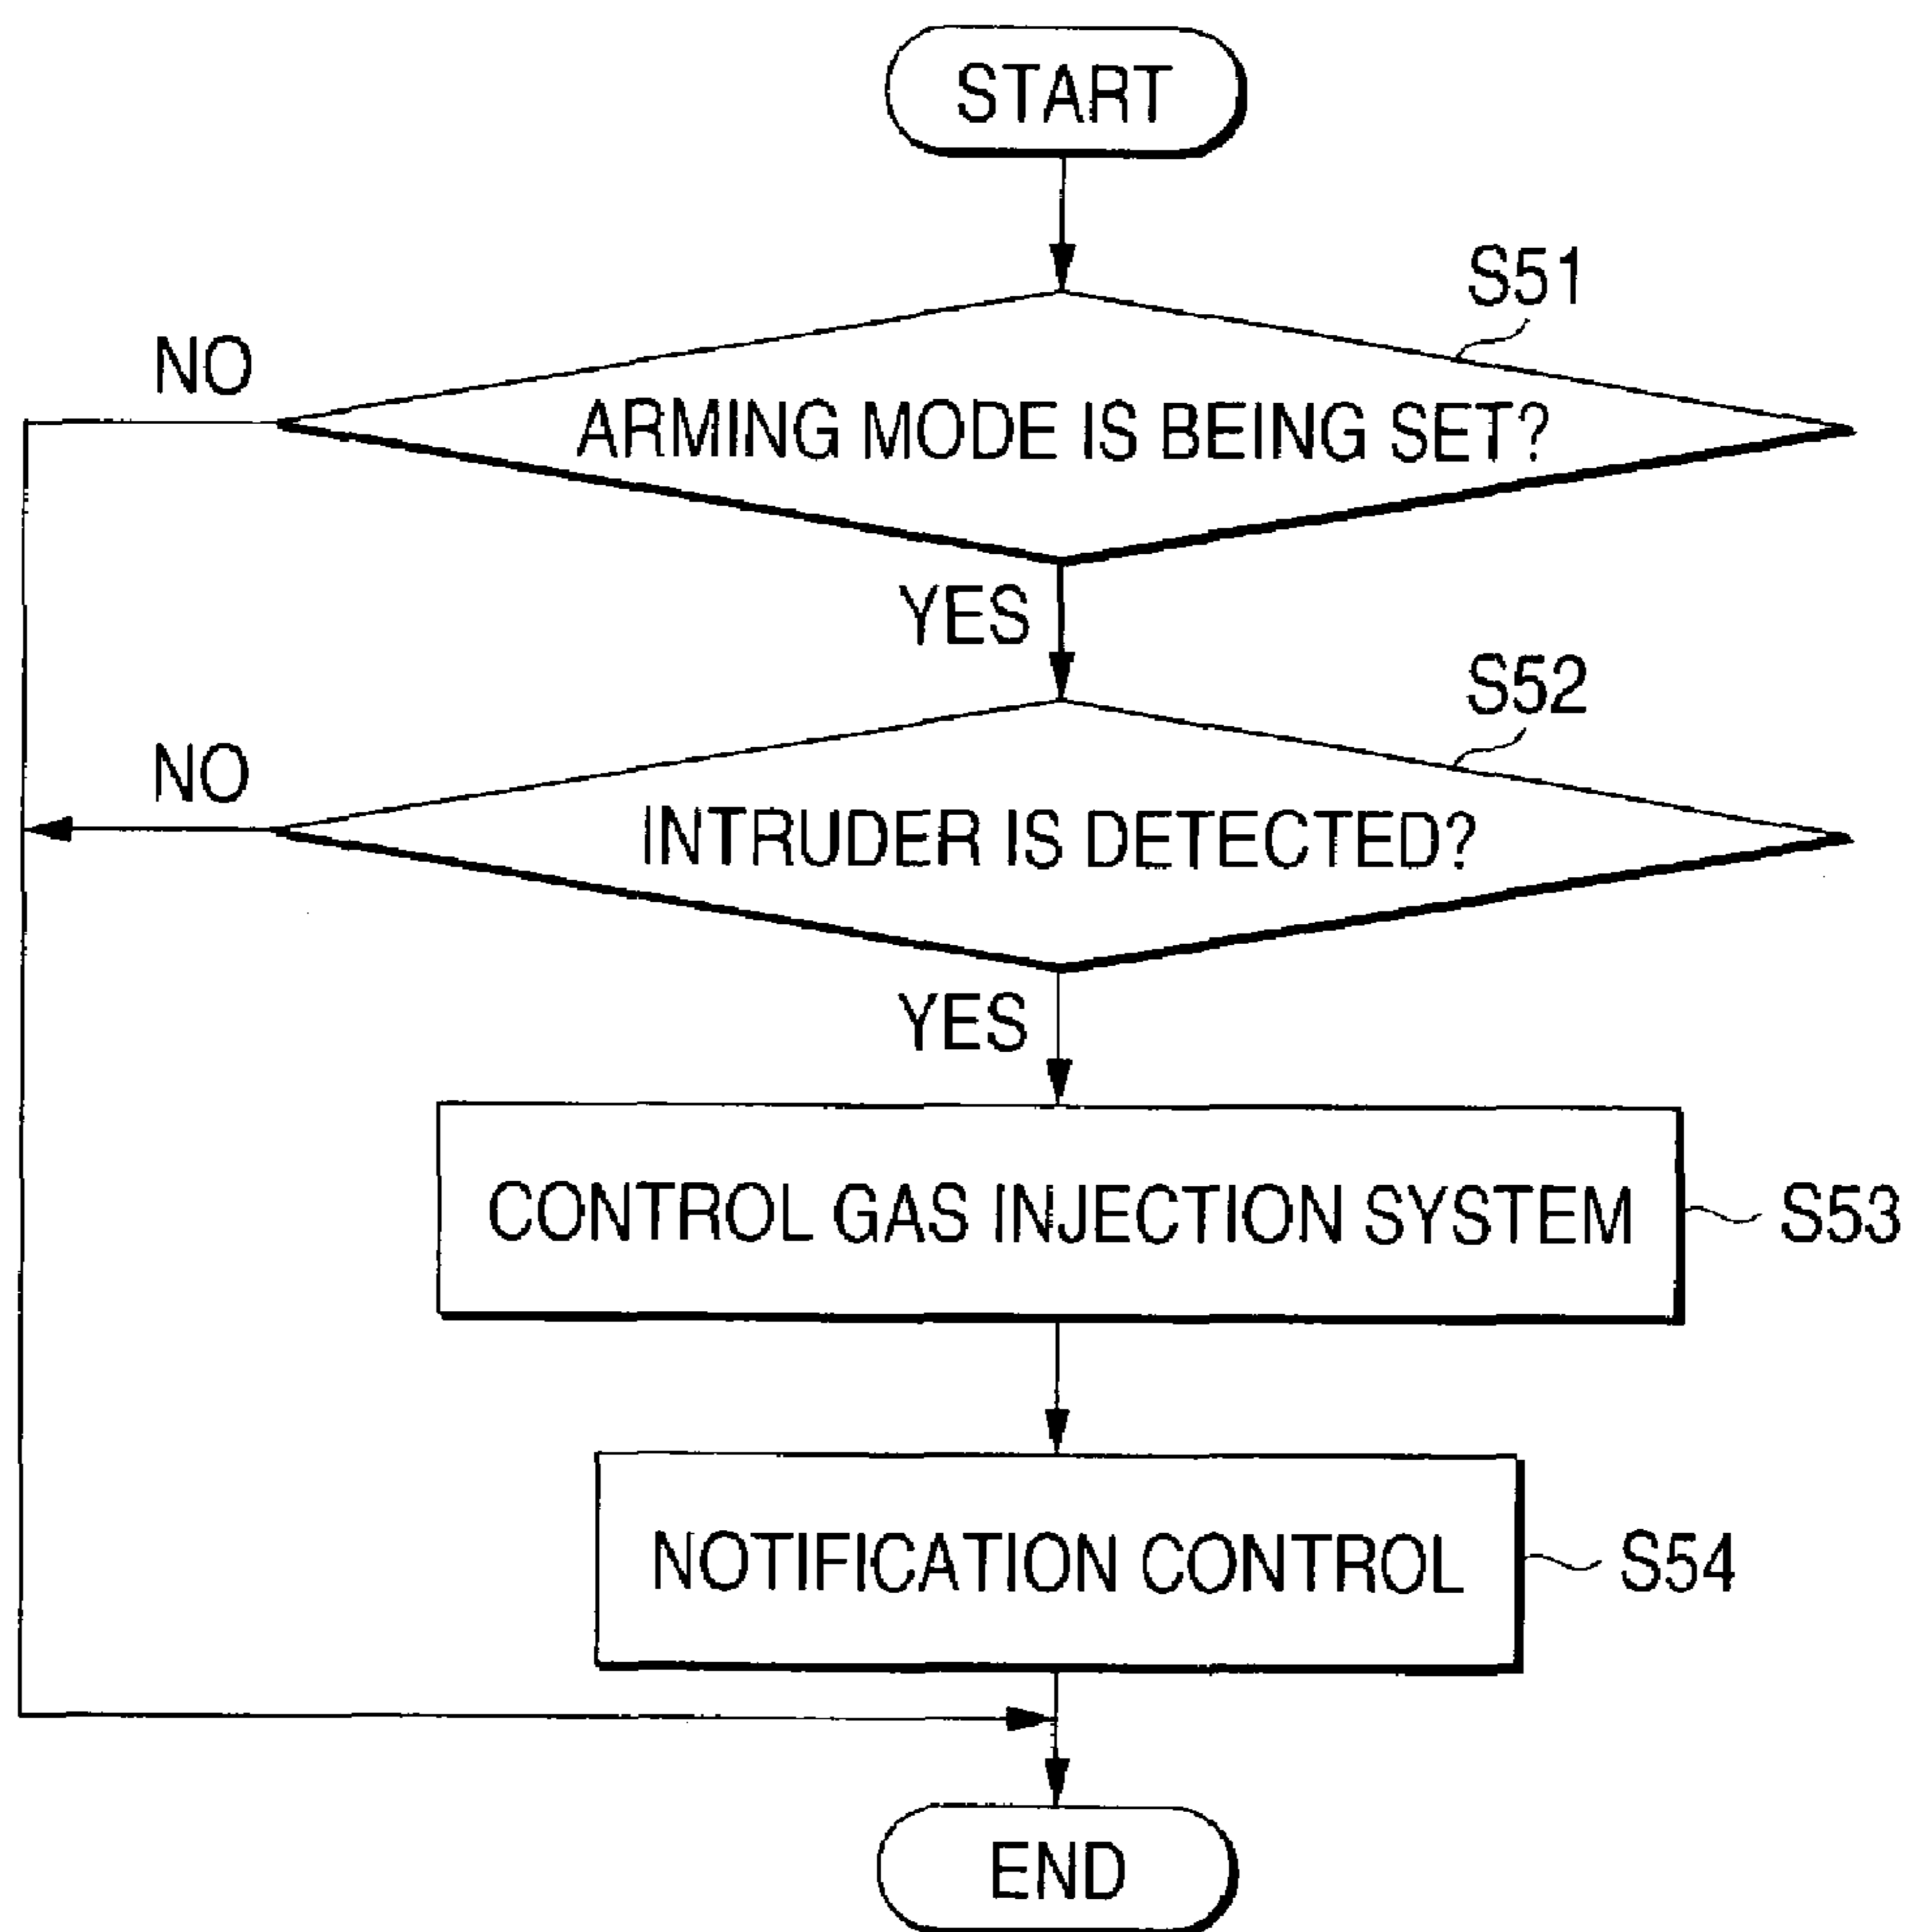 START
S51
NO
ARMING MODE IS BEING SET?
YES
S52
NO
INTRUDER IS DETECTED?
YES
CONTROL GAS INJECTION SYSTEM
S53
NOTIFICATION CONTROL
S54
END